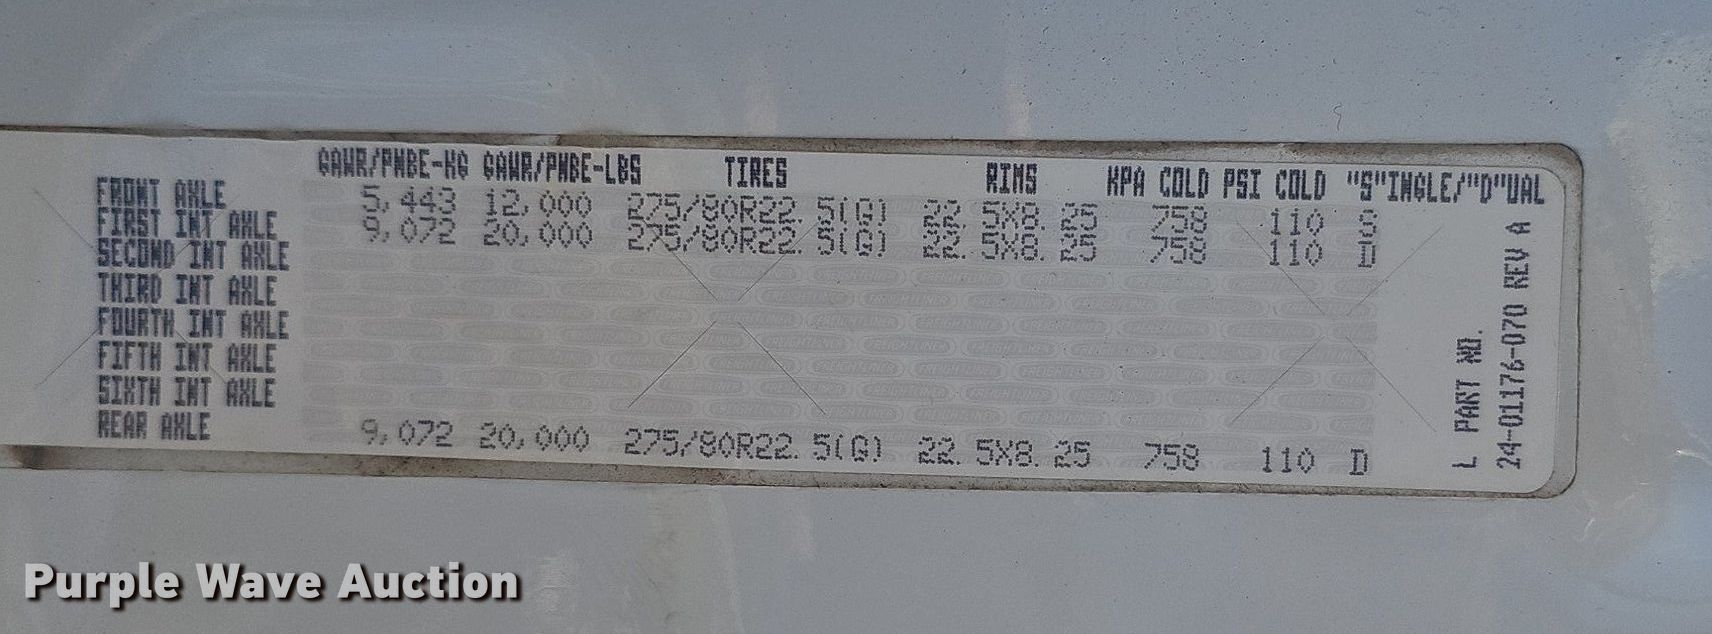 GAWR/PNBE-KG GAWR/PNBE-LBS TIRES RIMS KPA COLD PSI COLD "S"INGLE/"D"UAL
FRONT AXLE 5,443 12,000 275/80R22.5(G) 22.5X8.25 758 110 S
FIRST INT AXLE 9,072 20,000 275/80R22.5(G) 22.5X8.25 758 110 D
SECOND INT AXLE
THIRD INT AXLE
FOURTH INT AXLE
FIFTH INT AXLE
SIXTH INT AXLE
REAR AXLE 9,072 20,000 275/80R22.5(G) 22.5X8.25 758 110 D
L PART NO.
24-01176-070 REV A
Purple Wave Auction